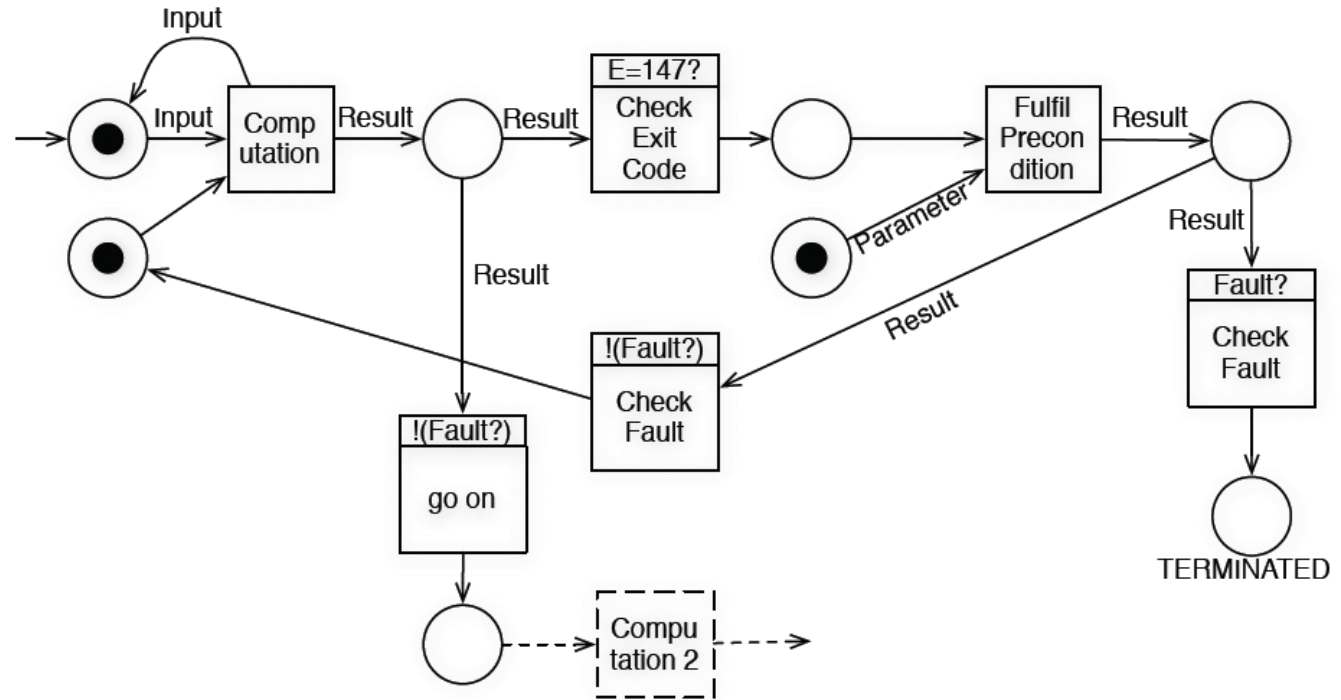 Input
Input
Comp
utation
Result
Result
E=147?
Check
Exit
Code
Fulfil
Precon
dition
Result
Parameter
Result
Result
Result
Fault?
Check
Fault
!(Fault?)
Check
Fault
!(Fault?)
go on
TERMINATED
Compu
tation 2